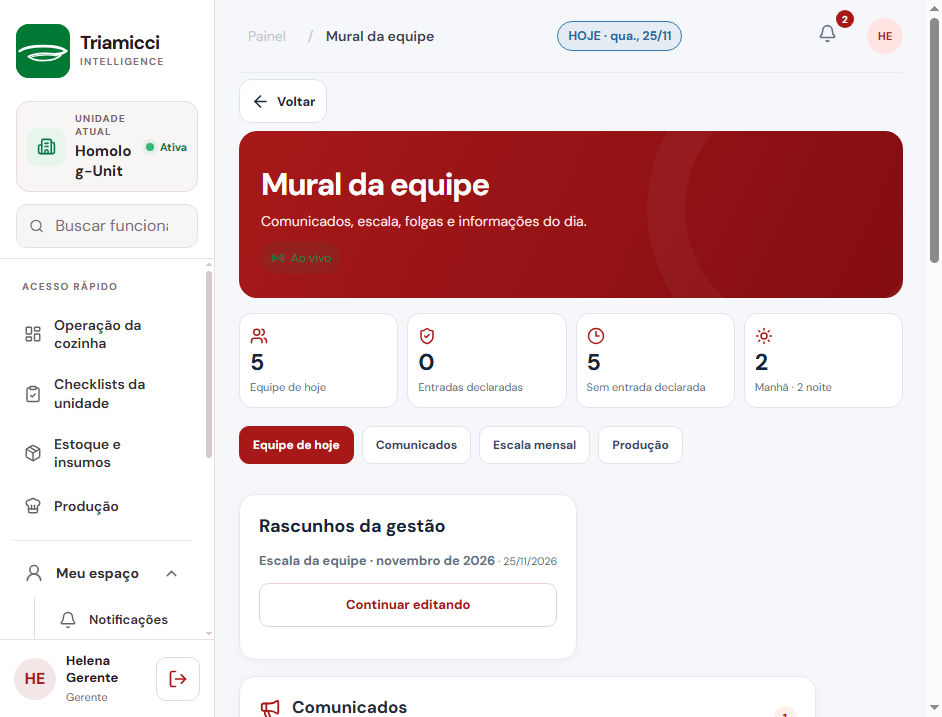 Triamicci
INTELLIGENCE
UNIDADE
ATUAL
Homolo
g-Unit
Ativa
Buscar funcion
ACESSO RÁPIDO
Operação da
cozinha
Checklists da
unidade
Estoque e
insumos
Produção
Meu espaço
Notificações
HE
Helena
Gerente
Gerente
Painel / Mural da equipe
HOJE · qua., 25/11
2
HE
Voltar
Mural da equipe
Comunicados, escala, folgas e informações do dia.
Ao vivo
5
Equipe de hoje
0
Entradas declaradas
5
Sem entrada declarada
2
Manhã · 2 noite
Equipe de hoje
Comunicados
Escala mensal
Produção
Rascunhos da gestão
Escala da equipe · novembro de 2026 · 25/11/2026
Continuar editando
Comunicados
1